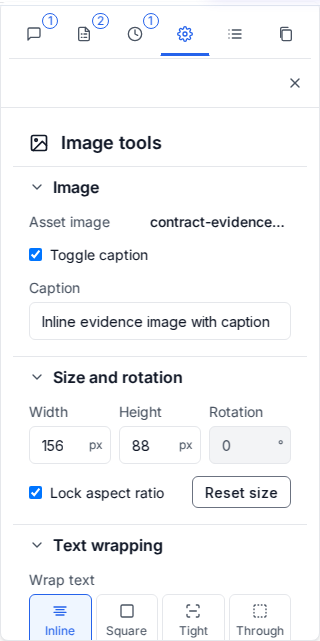 1
2
1
Image tools
Image
Asset image contract-evidence...
Toggle caption
Caption
Inline evidence image with caption
Size and rotation
Width Height Rotation
156 px 88 px 0 °
Lock aspect ratio Reset size
Text wrapping
Wrap text
Inline Square Tight Through